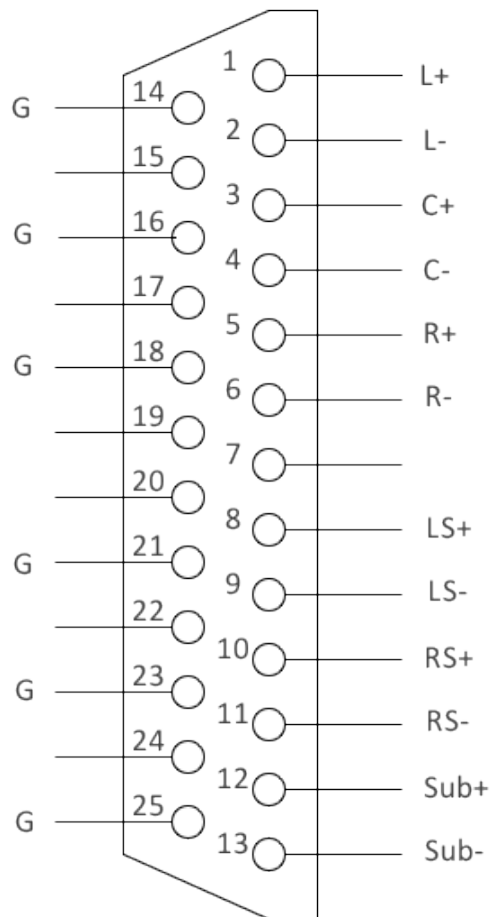 1 L+
G 14
2 L-
15
3 C+
G 16
4 C-
17
5 R+
G 18
6 R-
19
7
20
8 LS+
G 21
9 LS-
22
10 RS+
G 23
11 RS-
24
12 Sub+
G 25
13 Sub-